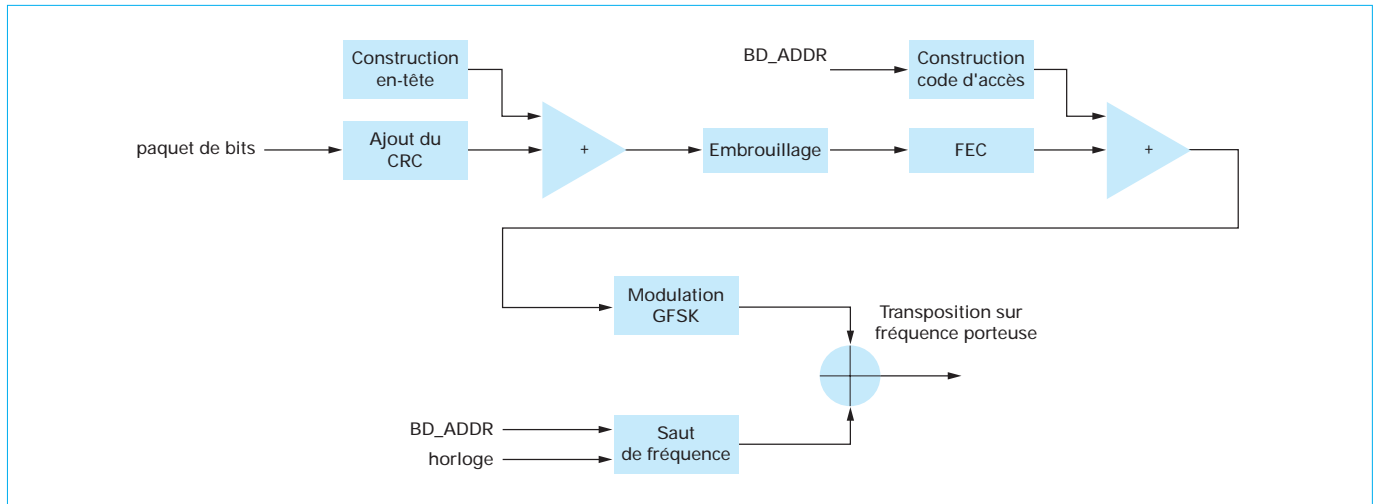 Construction
en-tête
BD_ADDR
Construction
code d'accès
paquet de bits
Ajout du
CRC
+
Embrouillage
FEC
+
Modulation
GFSK
Transposition sur
fréquence porteuse
BD_ADDR
horloge
Saut
de fréquence